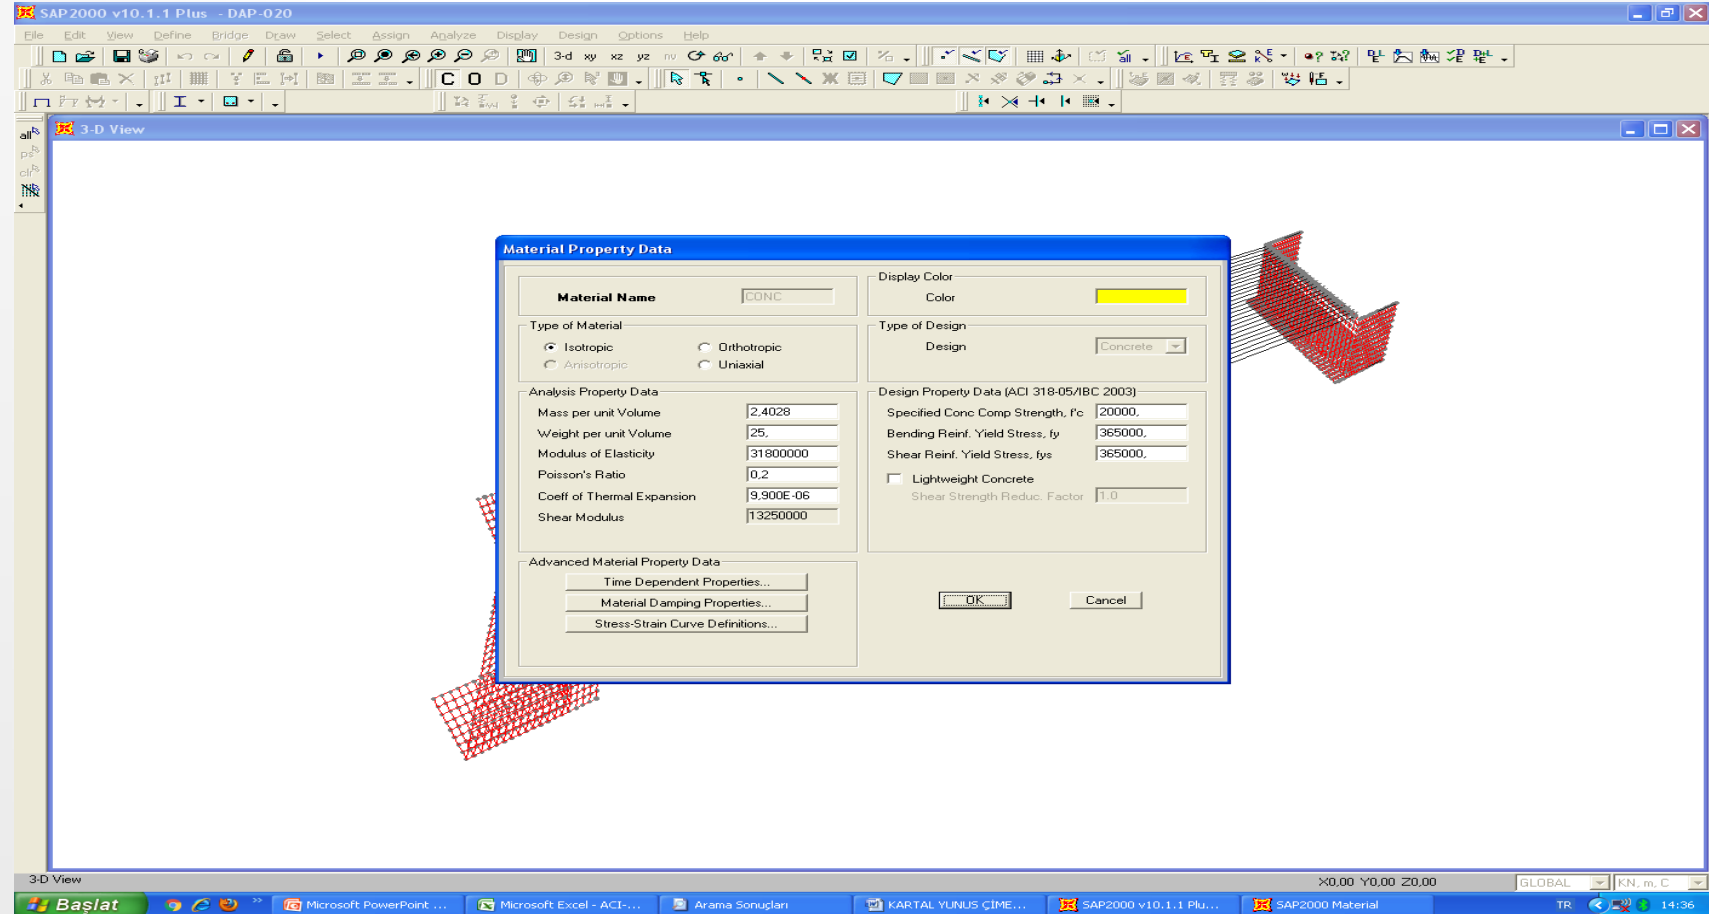 SAP2000 v10.1.1 Plus - DAP-020
File Edit View Define Bridge Draw Select Assign Analyze Display Design Options Help
3-d xy xz yz nv
C O D
all
ps
clr
3-D View
Material Property Data
Material Name CONC
Display Color
Color
Type of Material
Isotropic Orthotropic
Anisotropic Uniaxial
Type of Design
Design Concrete
Analysis Property Data
Mass per unit Volume 2,4028
Weight per unit Volume 25,
Modulus of Elasticity 31800000
Poisson's Ratio 0,2
Coeff of Thermal Expansion 9,900E-06
Shear Modulus 13250000
Design Property Data (ACI 318-05/IBC 2003)
Specified Conc Comp Strength, f'c 20000,
Bending Reinf. Yield Stress, fy 365000,
Shear Reinf. Yield Stress, fys 365000,
Lightweight Concrete
Shear Strength Reduc. Factor 1.0
Advanced Material Property Data
Time Dependent Properties...
Material Damping Properties...
Stress-Strain Curve Definitions...
OK Cancel
3-D View X0,00 Y0,00 Z0,00 GLOBAL KN, m, C
Başlat Microsoft PowerPoint ... Microsoft Excel - ACI-... Arama Sonuçları KARTAL YUNUS ÇİME... SAP2000 v10.1.1 Plu... SAP2000 Material TR 14:36